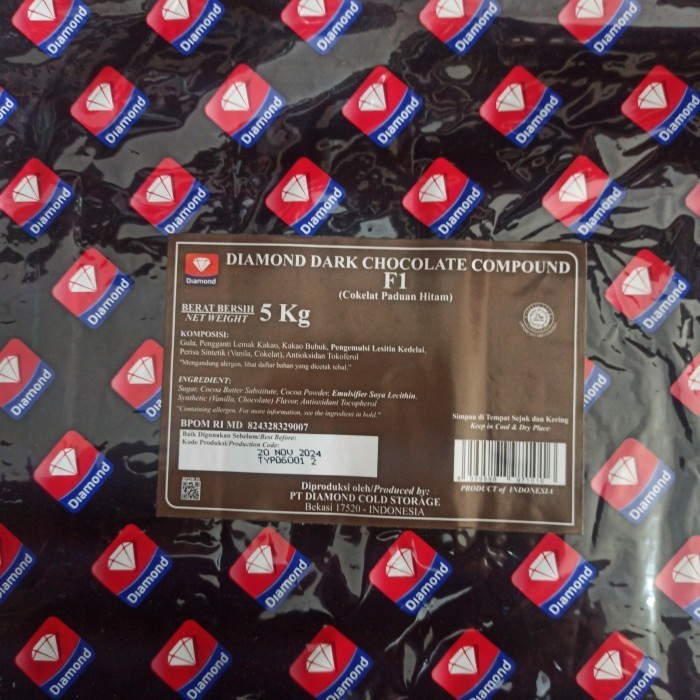 Diamond
DIAMOND DARK CHOCOLATE COMPOUND
F1
(Cokelat Paduan Hitam)
BERAT BERSIH
NET WEIGHT
5 Kg
KOMPOSISI:
Gula, Pengganti Lemak Kakao, Kakao Bubuk, Pengemulsi Lesitin Kedelai,
Perisa Sintetik (Vanila, Cokelat), Antioksidan Tokoferol
"Mengandung alergen, lihat daftar bahan yang dicetak tebal."
INGREDIENT:
Sugar, Cocoa Butter Substitute, Cocoa Powder, Emulsifier Soya Lecithin,
Synthetic (Vanilla, Chocolate) Flavor, Antioxidant Tocopherol
"Containing allergen. For more information, see the ingredient in bold."
BPOM RI MD 824328329007
Baik Digunakan Sebelum/Best Before:
Kode Produksi/Production Code:
20 NOV 2024
TYP06001 2
Simpan di Tempat Sejuk dan Kering
Keep in Cool & Dry Place
PRODUCT of INDONESIA
Diproduksi oleh/Produced by:
PT DIAMOND COLD STORAGE
Bekasi 17520 - INDONESIA